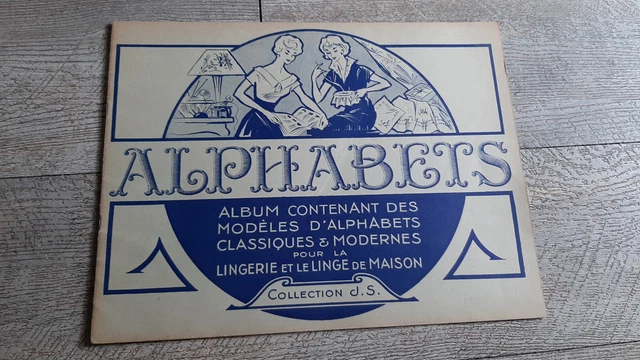 ALPHABETS
ALBUM CONTENANT DES
MODÈLES D'ALPHABETS
CLASSIQUES & MODERNES
POUR LA
LINGERIE ET LE LINGE DE MAISON
COLLECTION J.S.